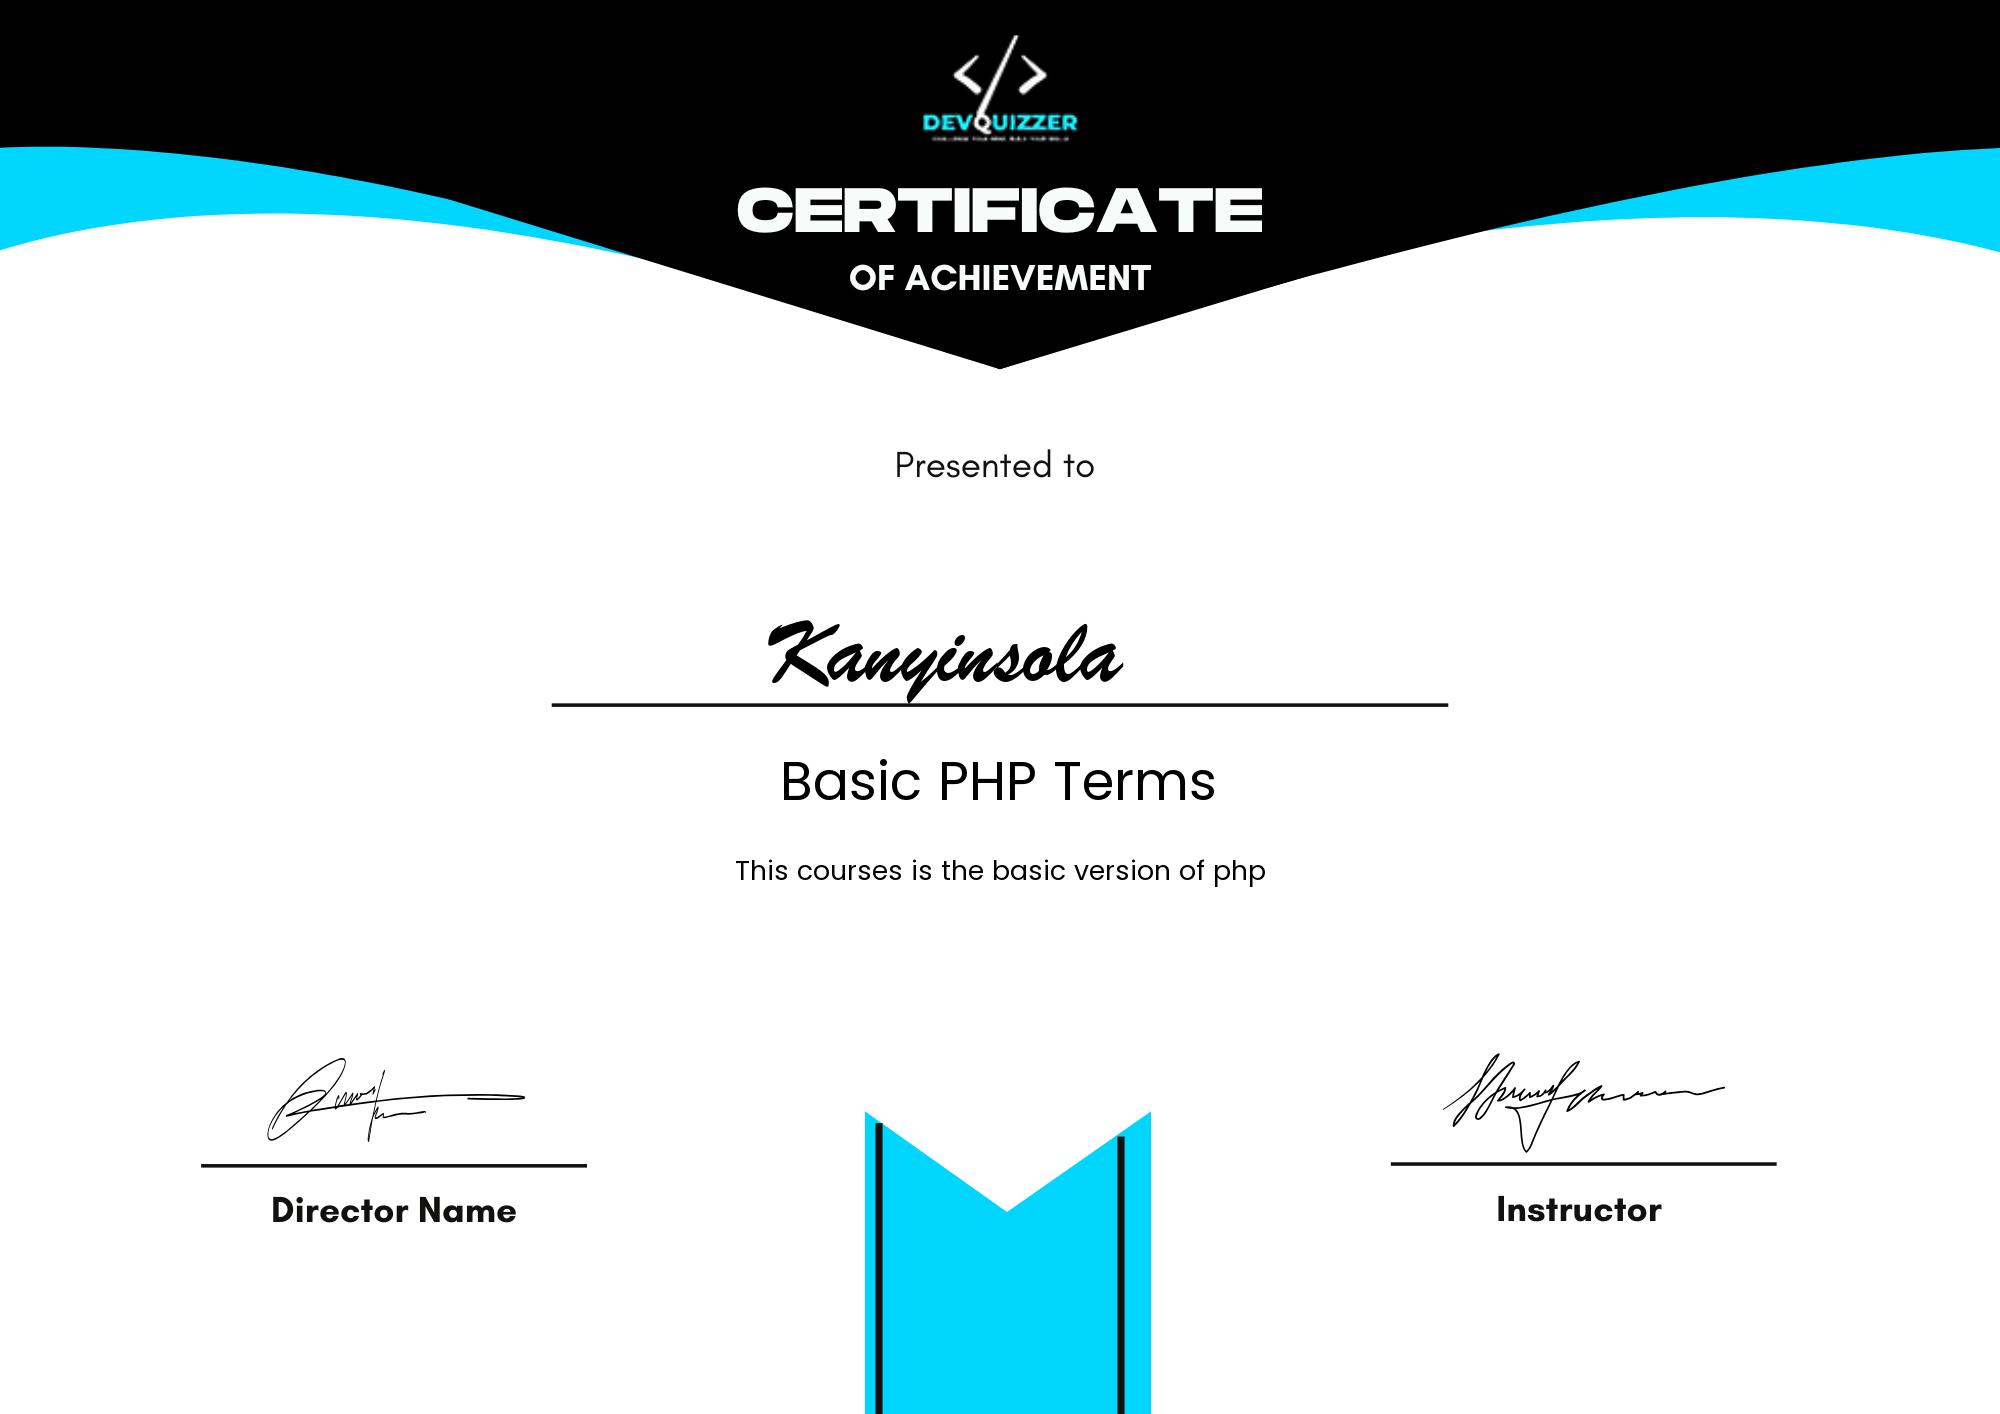 DEVQUIZZER
CERTIFICATE
OF ACHIEVEMENT
Presented to
Kanyinsola
Basic PHP Terms
This courses is the basic version of php
Director Name
Instructor